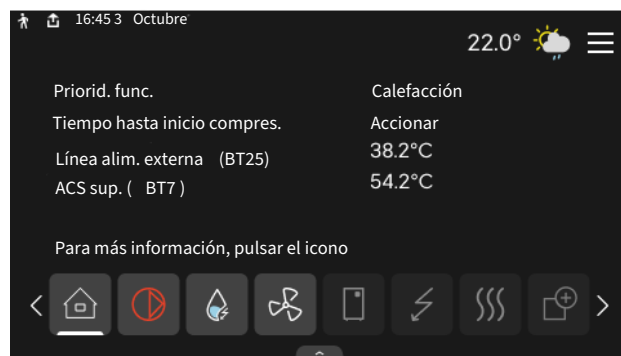 16:45 3 Octubre
22.0°
Priorid. func. Calefacción
Tiempo hasta inicio compres. Accionar
Línea alim. externa (BT25) 38.2°C
ACS sup. ( BT7 ) 54.2°C
Para más información, pulsar el icono